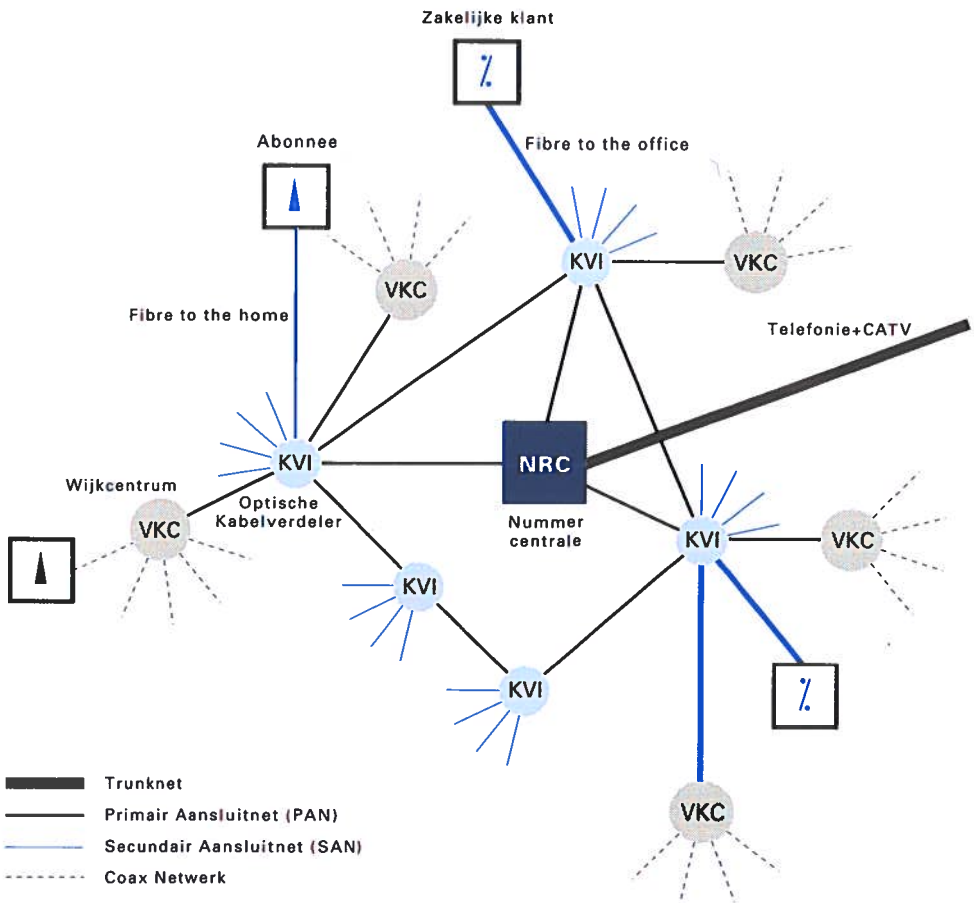 Zakelijke klant
Fibre to the office
Abonnee
KVI
VKC
VKC
Fibre to the home
Telefonie+CATV
KVI
NRC
Wijkcentrum
Optische
Kabelverdeler
Nummer
centrale
VKC
KVI
VKC
KVI
KVI
VKC
Trunknet
Primair Aansluitnet (PAN)
Secundair Aansluitnet (SAN)
Coax Netwerk